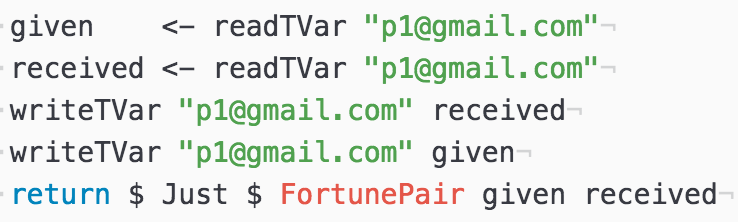 given    <- readTVar "p1@gmail.com"¬
received <- readTVar "p1@gmail.com"¬
writeTVar "p1@gmail.com" received¬
writeTVar "p1@gmail.com" given¬
return $ Just $ FortunePair given received¬